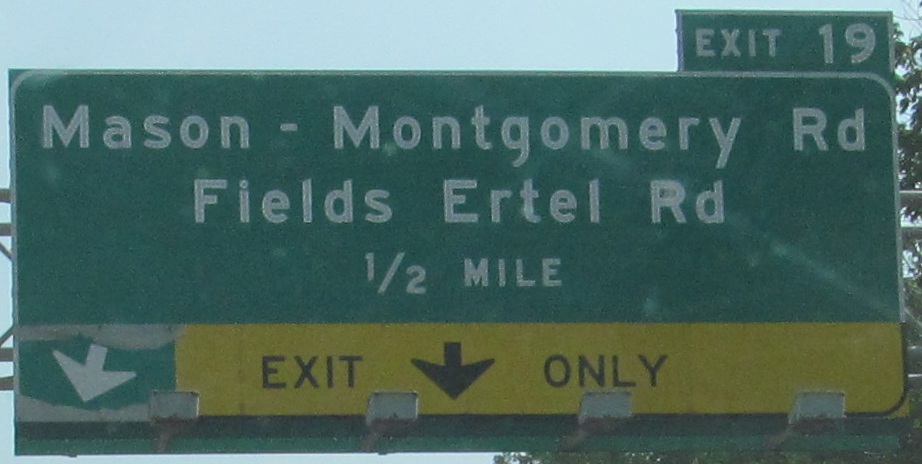 EXIT 19
Mason - Montgomery Rd
Fields Ertel Rd
1/2 MILE
EXIT ONLY